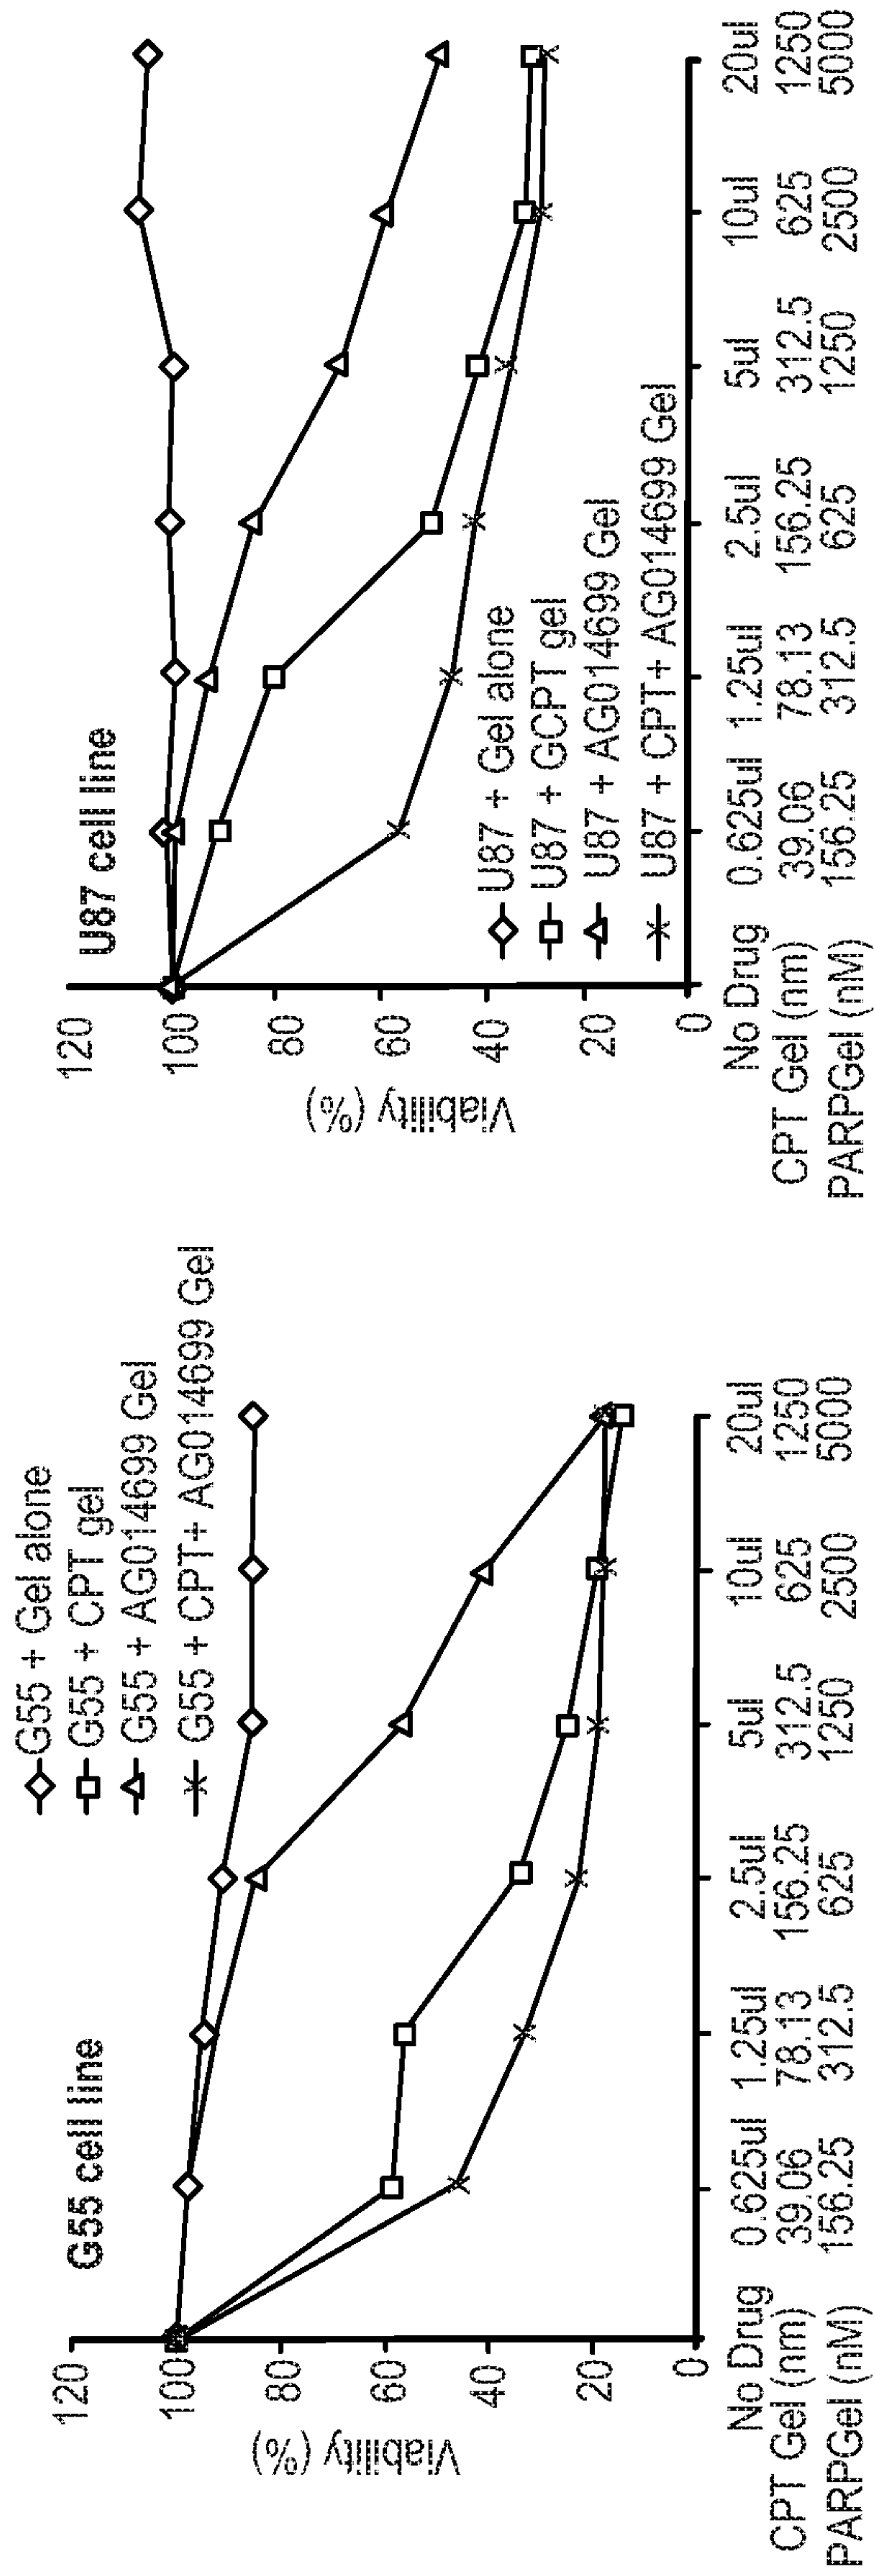 G55 cell line
G55 + Gel alone
G55 + CPT gel
G55 + AG014699 Gel
G55 + CPT+ AG014699 Gel
Viability (%)
120
100
80
60
40
20
0
No Drug 0.625ul 1.25ul 2.5ul 5ul 10ul 20ul
CPT Gel (nm) 39.06 78.13 156.25 312.5 625 1250
PARPGel (nM) 156.25 312.5 625 1250 2500 5000
U87 cell line
Viability (%)
120
100
80
60
40
20
0
U87 + Gel alone
U87 + GCPT gel
U87 + AG014699 Gel
U87 + CPT+ AG014699 Gel
No Drug 0.625ul 1.25ul 2.5ul 5ul 10ul 20ul
CPT Gel (nm) 39.06 78.13 156.25 312.5 625 1250
PARPGel (nM) 156.25 312.5 625 1250 2500 5000